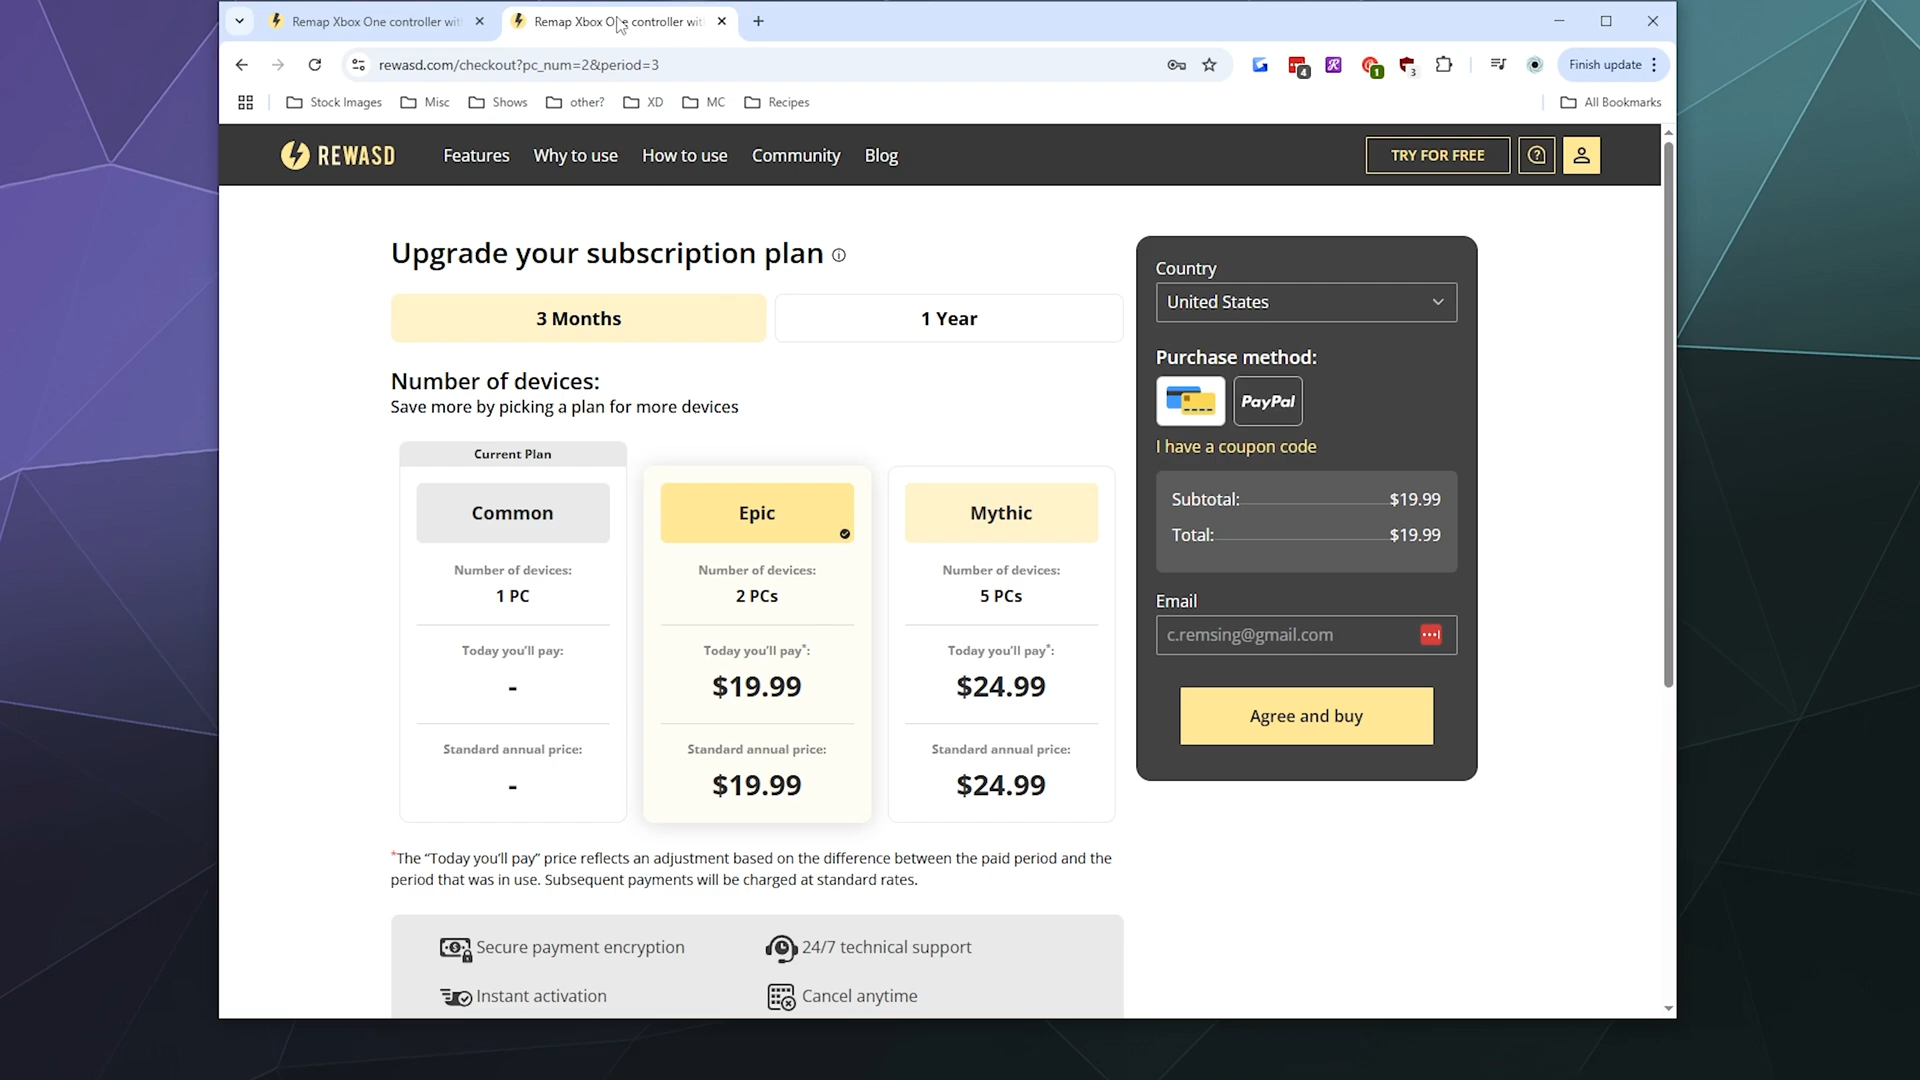 Remap Xbox One controller wit
Remap Xbox One controller wit
rewasd.com/checkout?pc_num=2&period=3
4
1
3
Finish update
Stock Images
Misc
Shows
other?
XD
MC
Recipes
All Bookmarks
REWASD
Features
Why to use
How to use
Community
Blog
TRY FOR FREE
Upgrade your subscription plan
3 Months
1 Year
Number of devices:
Save more by picking a plan for more devices
Current Plan
Common
Number of devices:
1 PC
Today you'll pay:
-
Standard annual price:
-
Epic
Number of devices:
2 PCs
Today you'll pay*:
$19.99
Standard annual price:
$19.99
Mythic
Number of devices:
5 PCs
Today you'll pay*:
$24.99
Standard annual price:
$24.99
*The “Today you'll pay” price reflects an adjustment based on the difference between the paid period and the
period that was in use. Subsequent payments will be charged at standard rates.
Secure payment encryption
24/7 technical support
Instant activation
Cancel anytime
Country
United States
Purchase method:
PayPal
I have a coupon code
Subtotal: $19.99
Total: $19.99
Email
c.remsing@gmail.com
Agree and buy